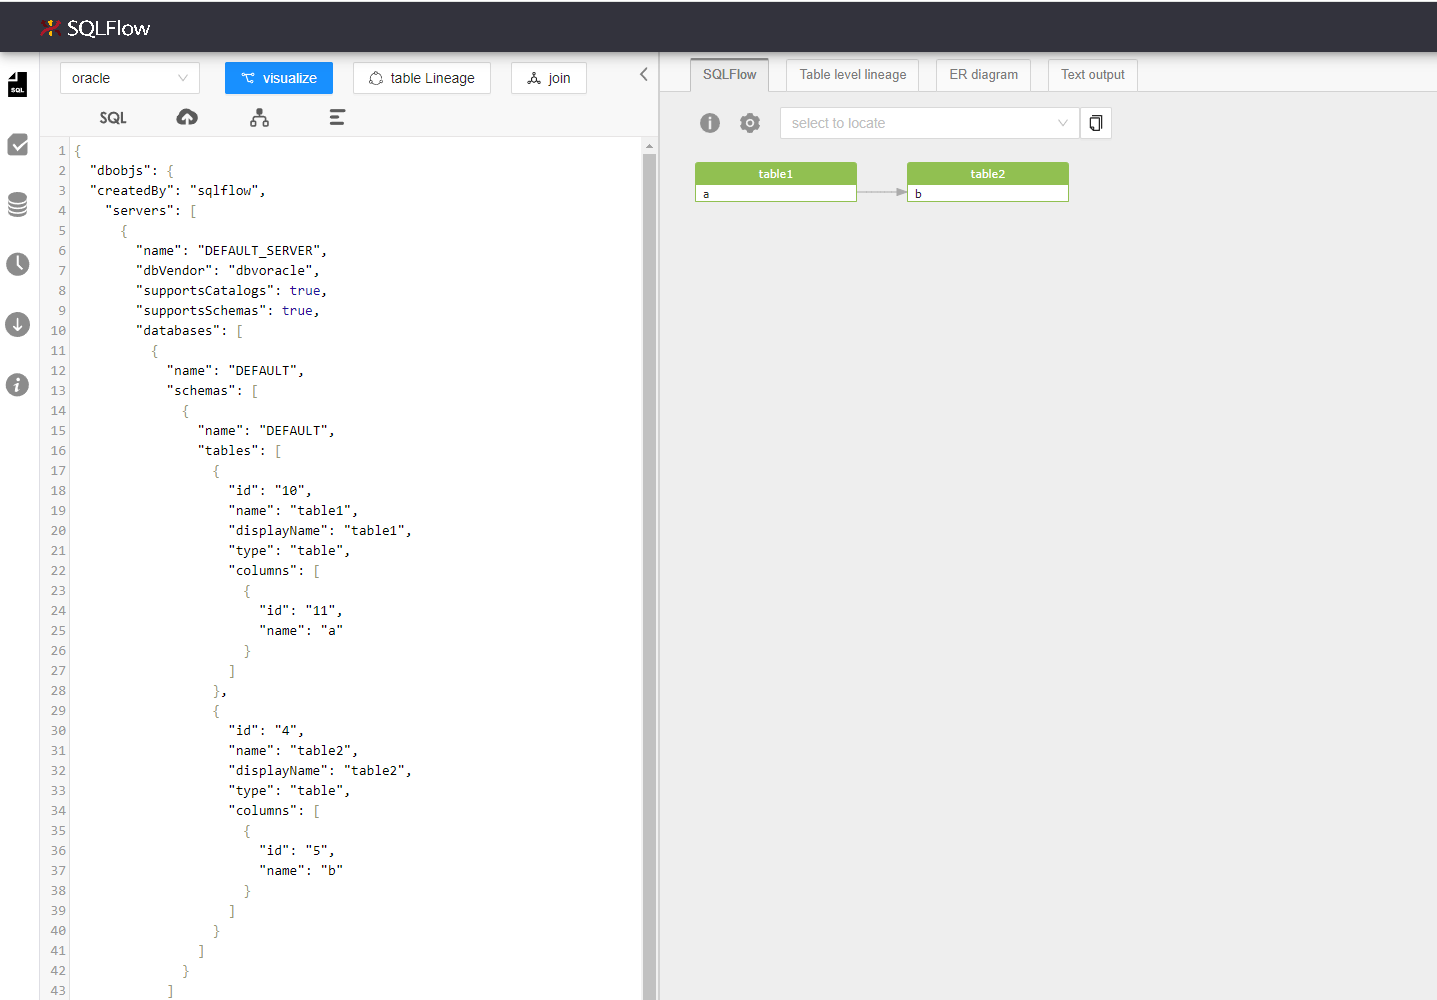 SQLFlow
SQL
oracle
visualize
table Lineage
join
SQL
1 {
2 "dbobjs": {
3 "createdBy": "sqlflow",
4 "servers": [
5 {
6 "name": "DEFAULT_SERVER",
7 "dbVendor": "dbvoracle",
8 "supportsCatalogs": true,
9 "supportsSchemas": true,
10 "databases": [
11 {
12 "name": "DEFAULT",
13 "schemas": [
14 {
15 "name": "DEFAULT",
16 "tables": [
17 {
18 "id": "10",
19 "name": "table1",
20 "displayName": "table1",
21 "type": "table",
22 "columns": [
23 {
24 "id": "11",
25 "name": "a"
26 }
27 ]
28 },
29 {
30 "id": "4",
31 "name": "table2",
32 "displayName": "table2",
33 "type": "table",
34 "columns": [
35 {
36 "id": "5",
37 "name": "b"
38 }
39 ]
40 }
41 ]
42 }
43 ]
SQLFlow
Table level lineage
ER diagram
Text output
select to locate
table1
a
table2
b